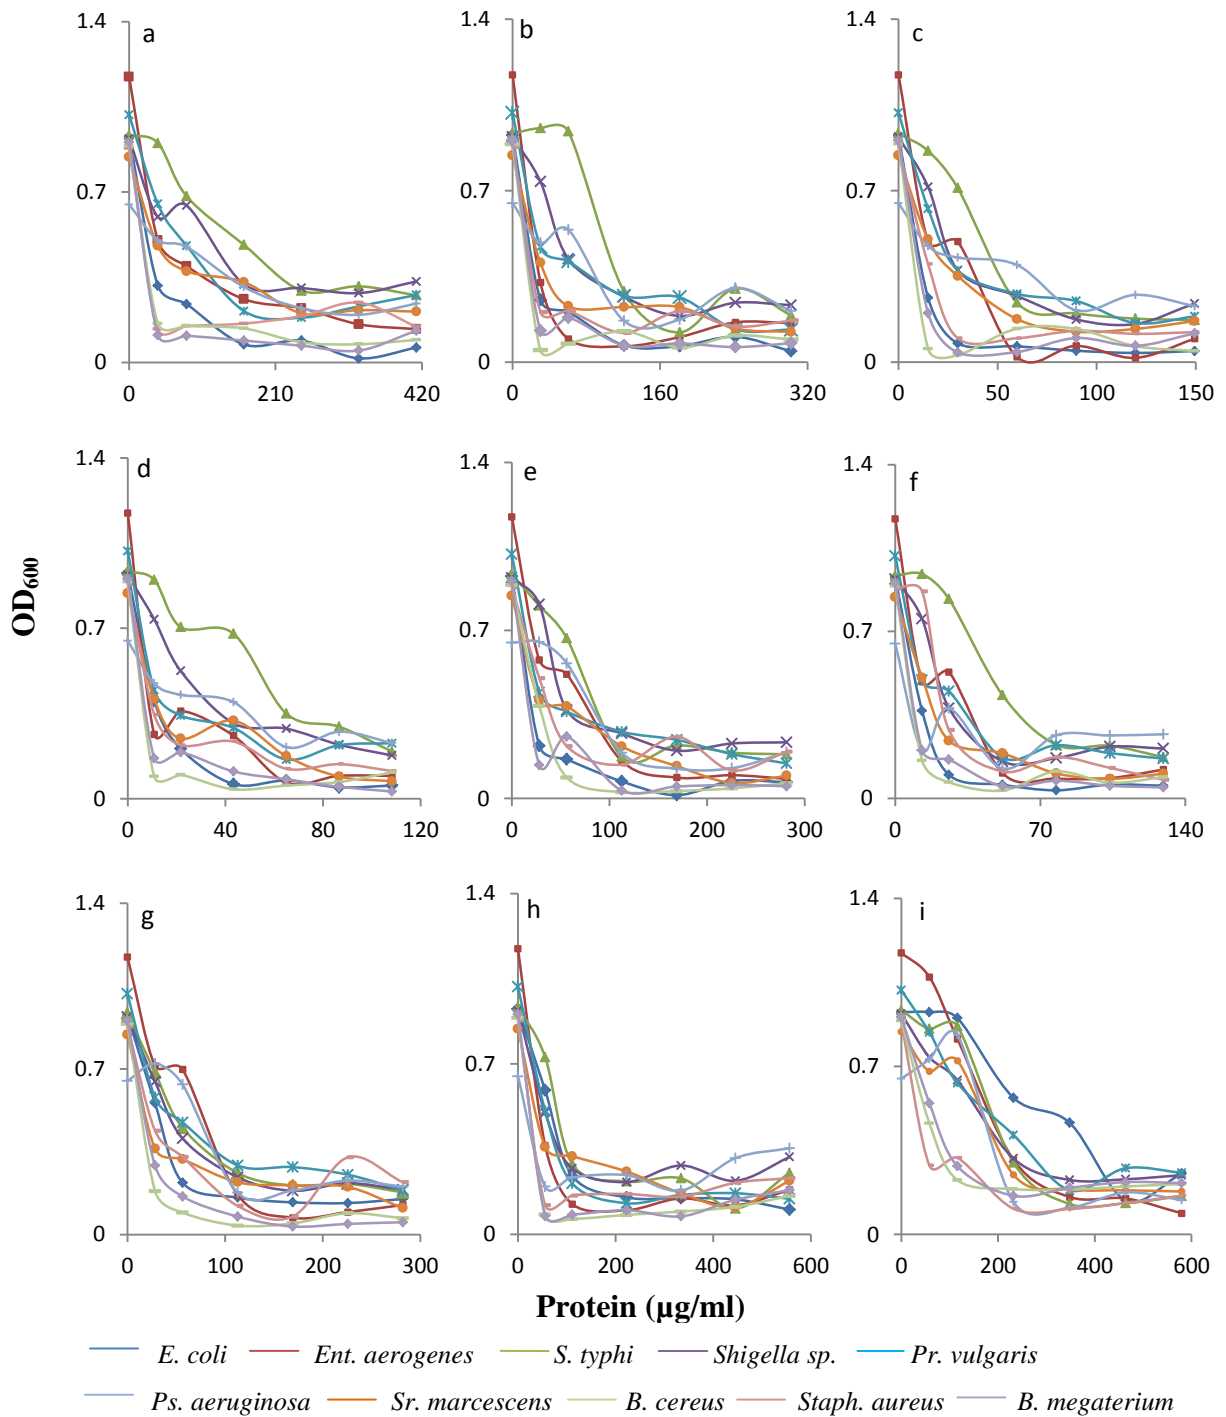 1.4 a
0.7
0
0 210 420
1.4 b
0.7
0
0 160 320
1.4 c
0.7
0
0 50 100 150
1.4 d
0.7
0
0 40 80 120
1.4 e
0.7
0
0 100 200 300
1.4 f
0.7
0
0 70 140
OD600
1.4 g
0.7
0
0 100 200 300
1.4 h
0.7
0
0 200 400 600
1.4 i
0.7
0
0 200 400 600
Protein (µg/ml)
E. coli Ent. aerogenes S. typhi Shigella sp. Pr. vulgaris
Ps. aeruginosa Sr. marcescens B. cereus Staph. aureus B. megaterium